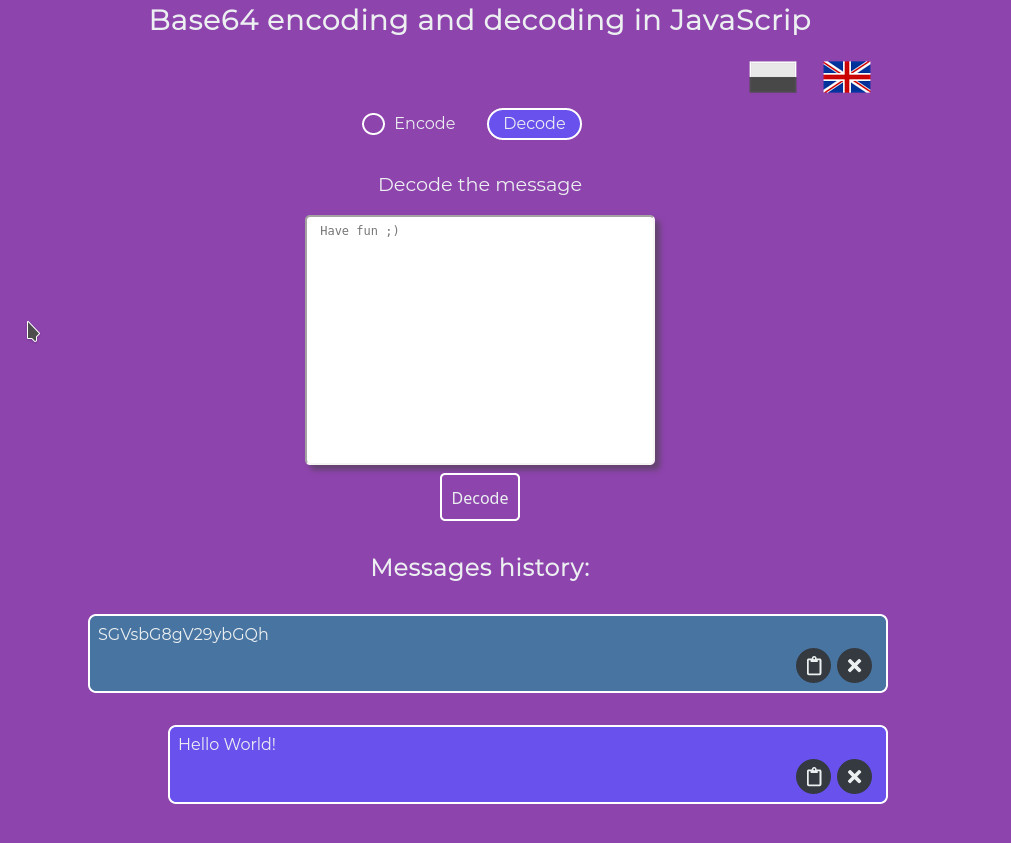 Base64 encoding and decoding in JavaScrip
Encode
Decode
Decode the message
Have fun ;)
Decode
Messages history:
SGVsbG8gV29ybGQh
Hello World!